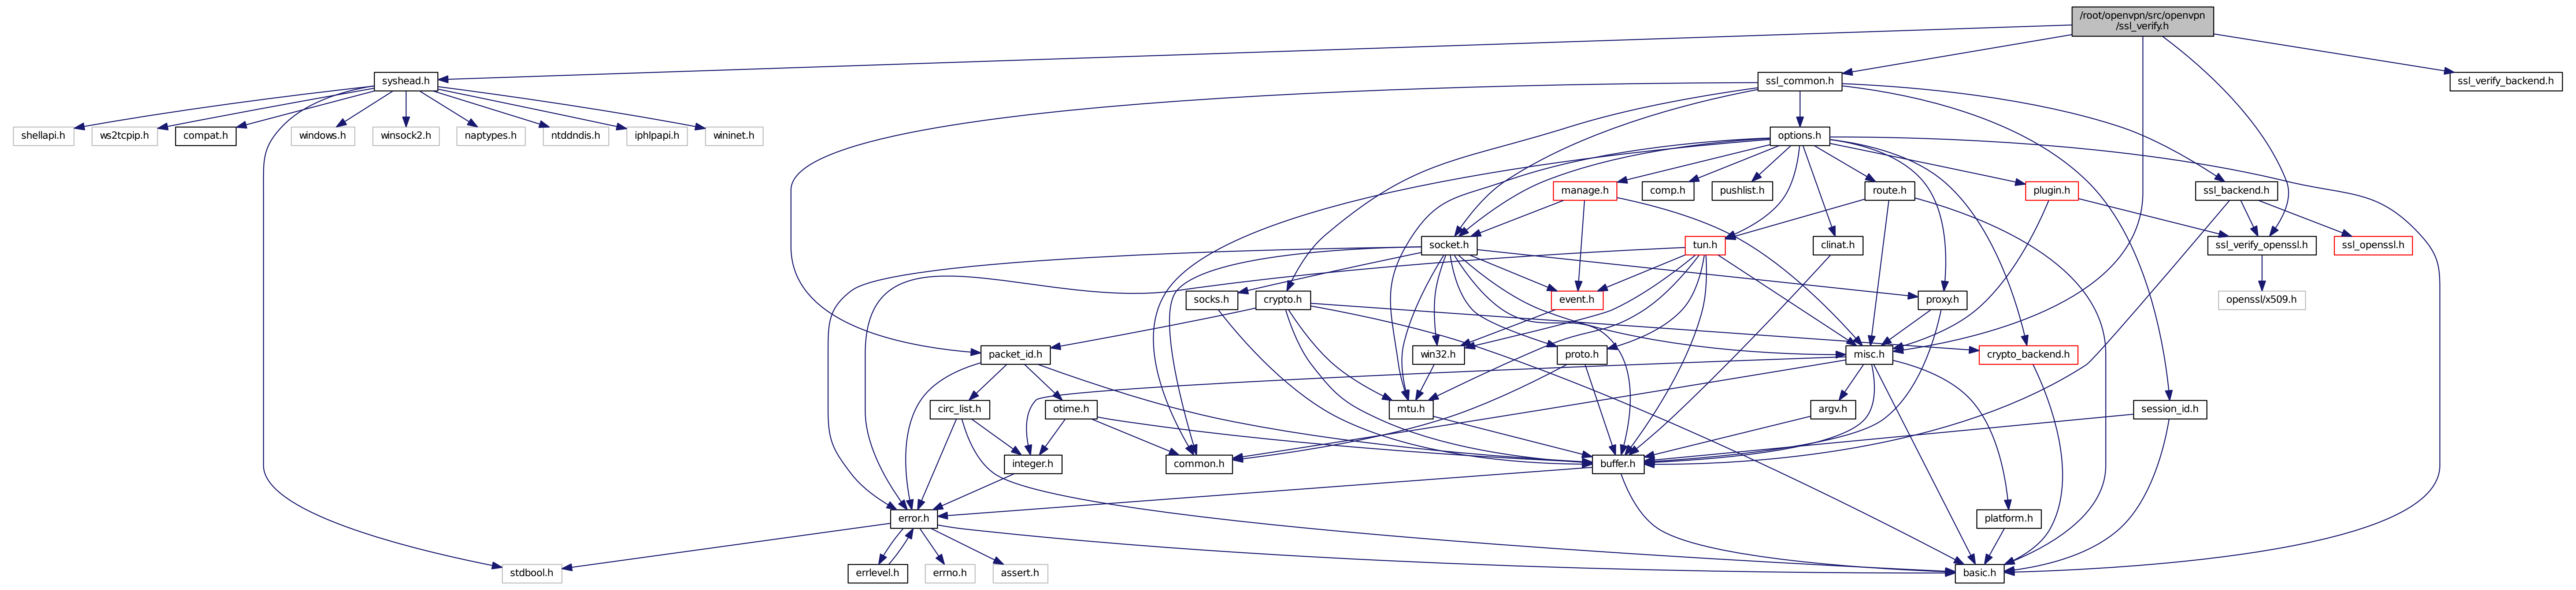 /root/openvpn/src/openvpn
/ssl_verify.h
syshead.h
ssl_common.h
ssl_verify_backend.h
shellapi.h
ws2tcpip.h
compat.h
windows.h
winsock2.h
naptypes.h
ntddndis.h
iphlpapi.h
wininet.h
options.h
manage.h
comp.h
pushlist.h
route.h
plugin.h
ssl_backend.h
socket.h
tun.h
clinat.h
ssl_verify_openssl.h
ssl_openssl.h
socks.h
crypto.h
event.h
proxy.h
openssl/x509.h
packet_id.h
win32.h
proto.h
misc.h
crypto_backend.h
circ_list.h
otime.h
mtu.h
argv.h
session_id.h
integer.h
common.h
buffer.h
error.h
platform.h
stdbool.h
errlevel.h
errno.h
assert.h
basic.h